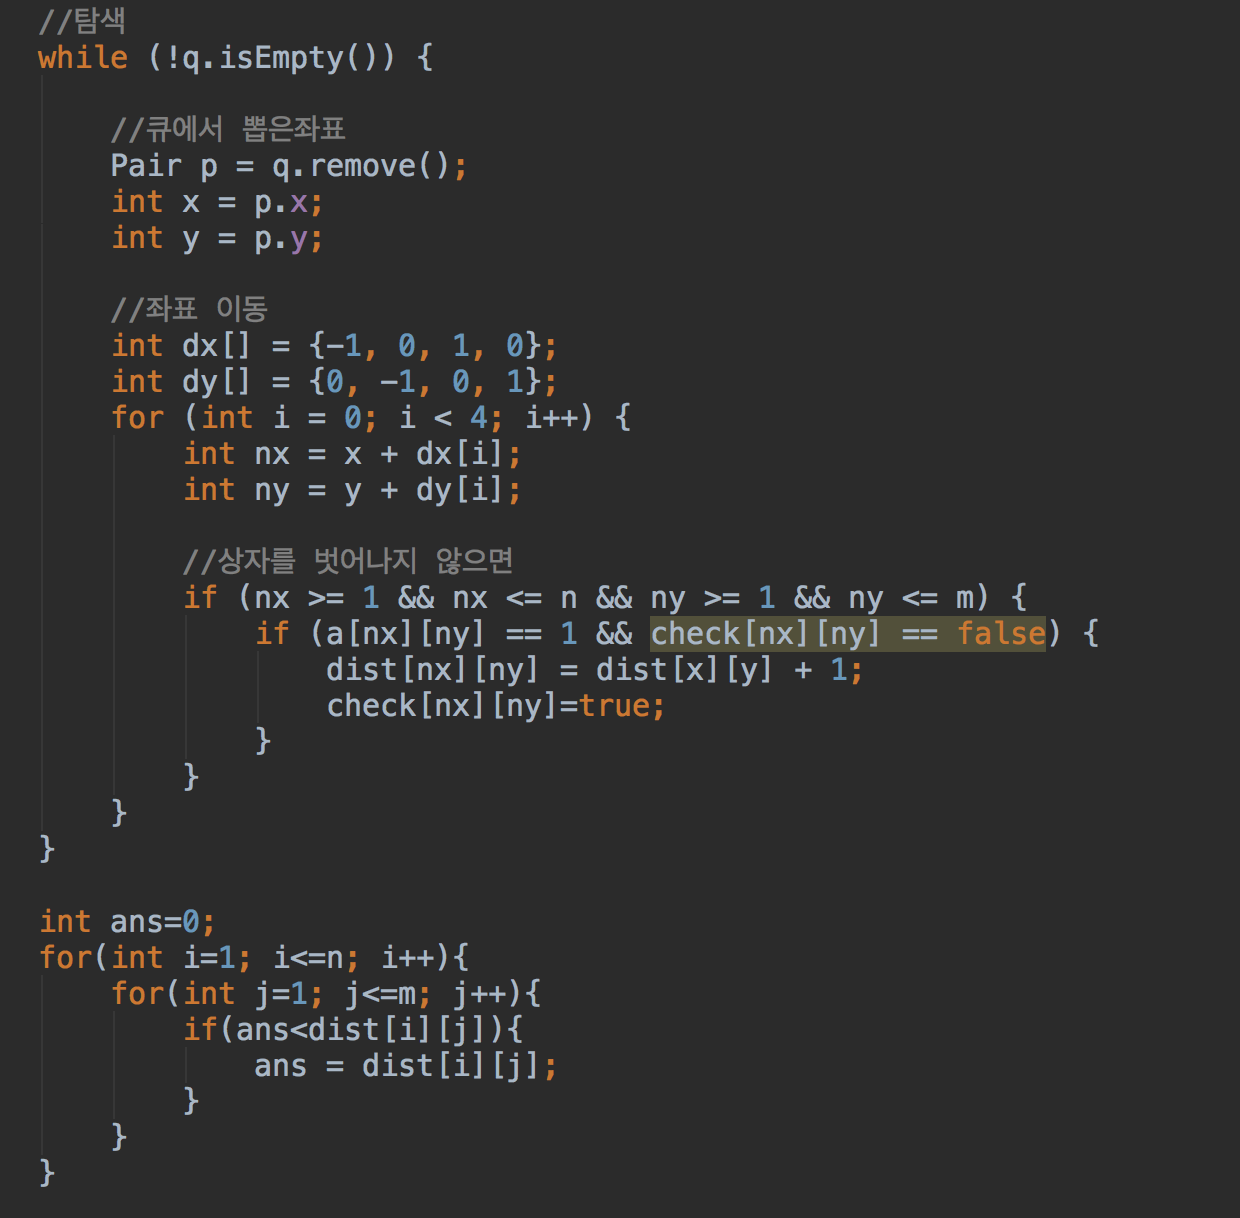 //탐색
while (!q.isEmpty()) {
//큐에서 뽑은좌표
Pair p = q.remove();
int x = p.x;
int y = p.y;
//좌표 이동
int dx[] = {-1, 0, 1, 0};
int dy[] = {0, -1, 0, 1};
for (int i = 0; i < 4; i++) {
int nx = x + dx[i];
int ny = y + dy[i];
//상자를 벗어나지 않으면
if (nx >= 1 && nx <= n && ny >= 1 && ny <= m) {
if (a[nx][ny] == 1 && check[nx][ny] == false) {
dist[nx][ny] = dist[x][y] + 1;
check[nx][ny]=true;
}
}
}
}
int ans=0;
for(int i=1; i<=n; i++){
for(int j=1; j<=m; j++){
if(ans<dist[i][j]){
ans = dist[i][j];
}
}
}